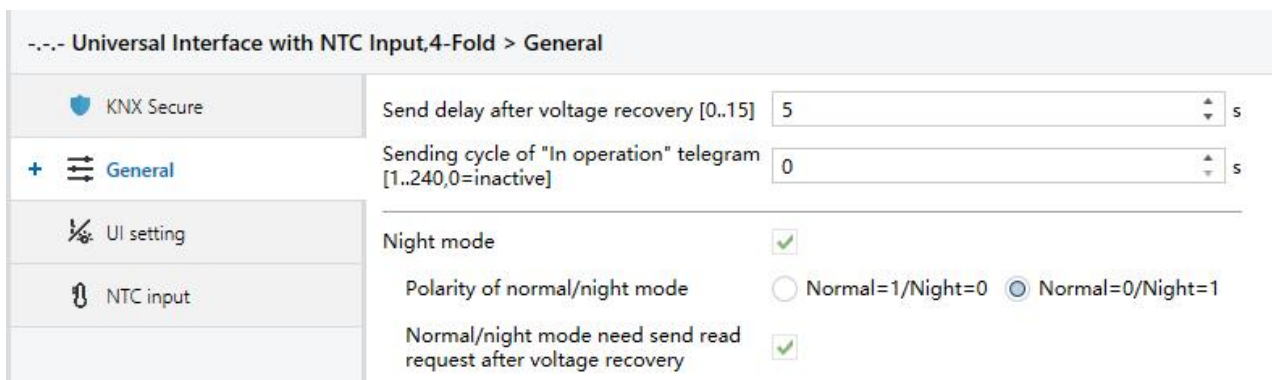 -.-.- Universal Interface with NTC Input,4-Fold > General
KNX Secure
+ General
UI setting
NTC input
Send delay after voltage recovery [0..15] 5 s
Sending cycle of "In operation" telegram
[1..240,0=inactive] 0 s
Night mode
Polarity of normal/night mode Normal=1/Night=0 Normal=0/Night=1
Normal/night mode need send read
request after voltage recovery